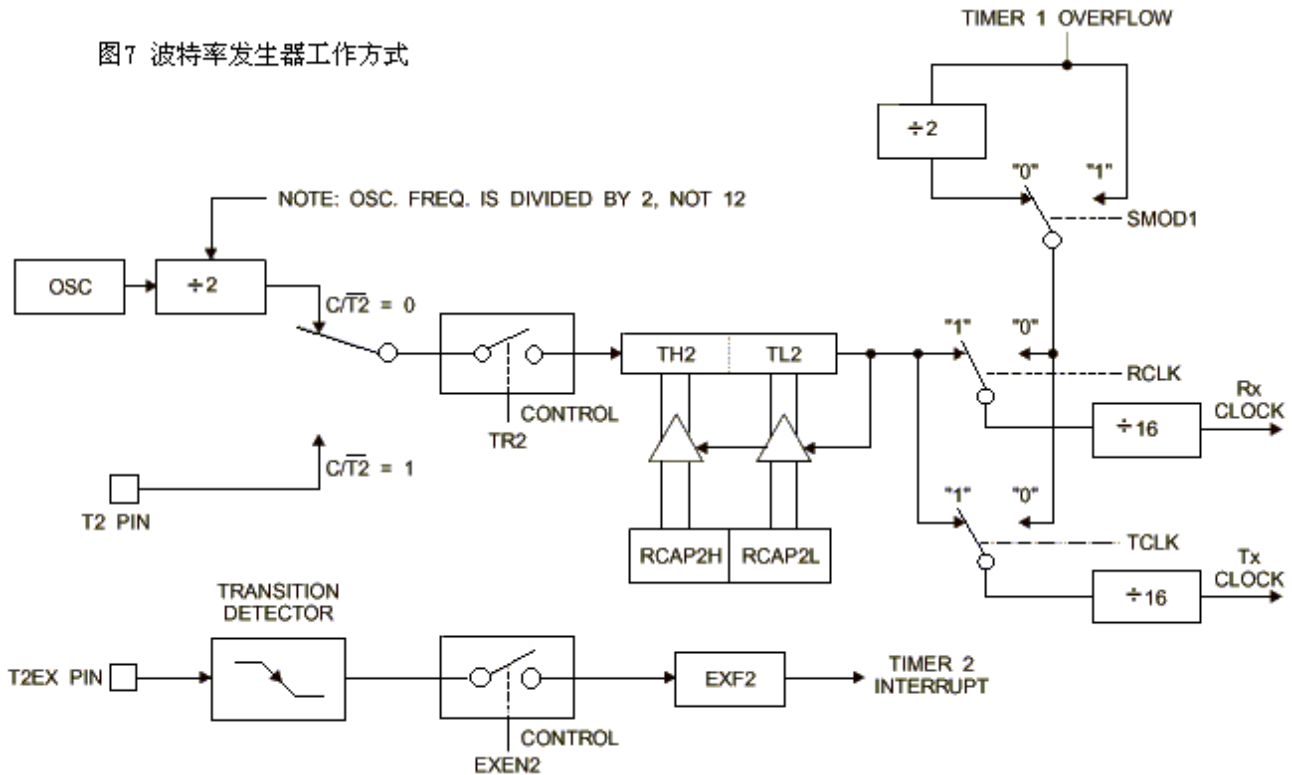 TIMER 1 OVERFLOW
图7 波特率发生器工作方式
÷2
"0" "1"
NOTE: OSC. FREQ. IS DIVIDED BY 2, NOT 12
SMOD1
OSC
÷2
C/T̅2̅ = 0
"1" "0"
TH2 TL2
RCLK
Rx
CLOCK
CONTROL
TR2
÷16
C/T̅2̅ = 1
"1" "0"
T2 PIN
TCLK
RCAP2H RCAP2L
Tx
CLOCK
÷16
TRANSITION
DETECTOR
T2EX PIN
EXF2
TIMER 2
INTERRUPT
CONTROL
EXEN2